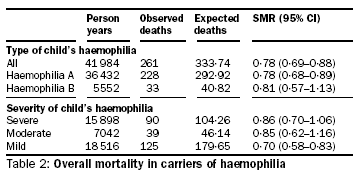 Person Observed Expected SMR (95% CI)
years deaths deaths
Type of child's haemophilia
All 41 984 261 333·74 0·78 (0·69–0·88)
Haemophilia A 36 432 228 292·92 0·78 (0·68–0·89)
Haemophilia B 5552 33 40·82 0·81 (0·57–1·13)
Severity of child's haemophilia
Severe 15 898 90 104·26 0·86 (0·70–1·06)
Moderate 7042 39 46·14 0·85 (0·62–1·16)
Mild 18 516 125 179·65 0·70 (0·58–0·83)
Table 2: Overall mortality in carriers of haemophilia